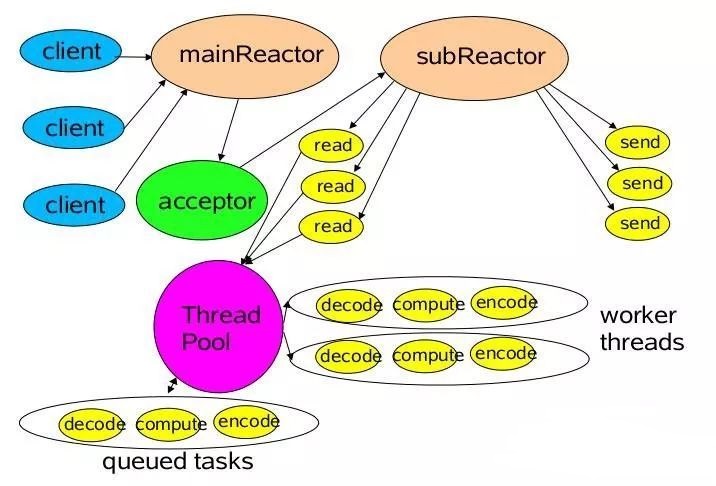 client
mainReactor
subReactor
client
read
send
client
acceptor
read
send
read
send
Thread
Pool
decode compute encode
worker
threads
decode compute encode
decode compute encode
queued tasks